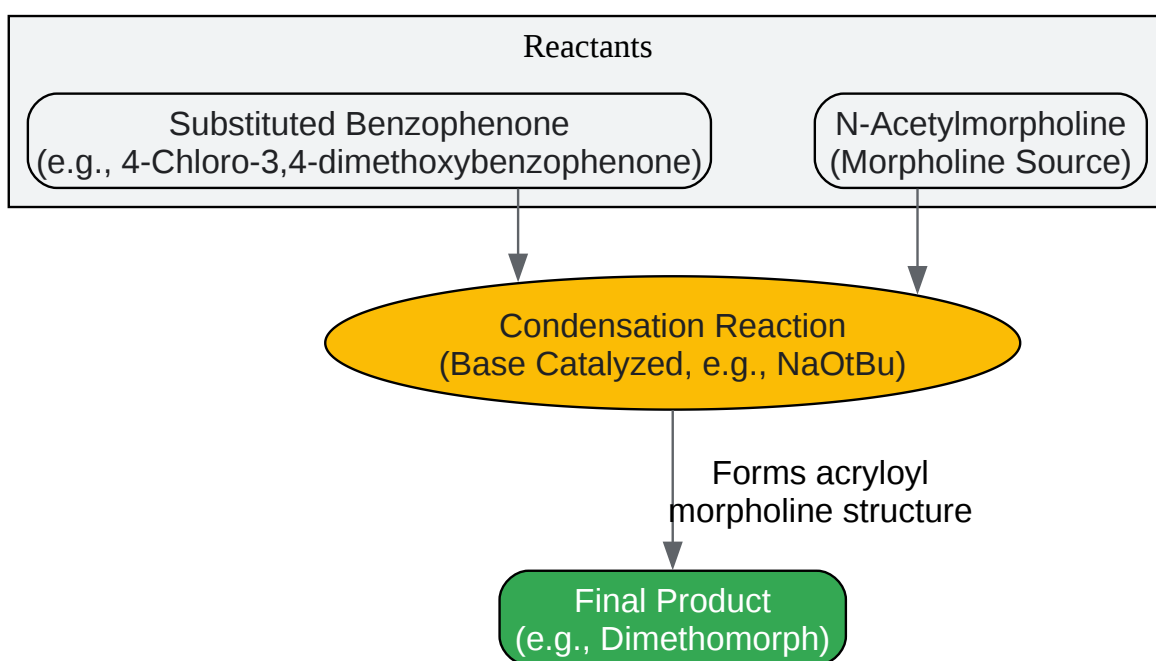 Reactants
Substituted Benzophenone
(e.g., 4-Chloro-3,4-dimethoxybenzophenone)
N-Acetylmorpholine
(Morpholine Source)
Condensation Reaction
(Base Catalyzed, e.g., NaOtBu)
Forms acryloyl
morpholine structure
Final Product
(e.g., Dimethomorph)